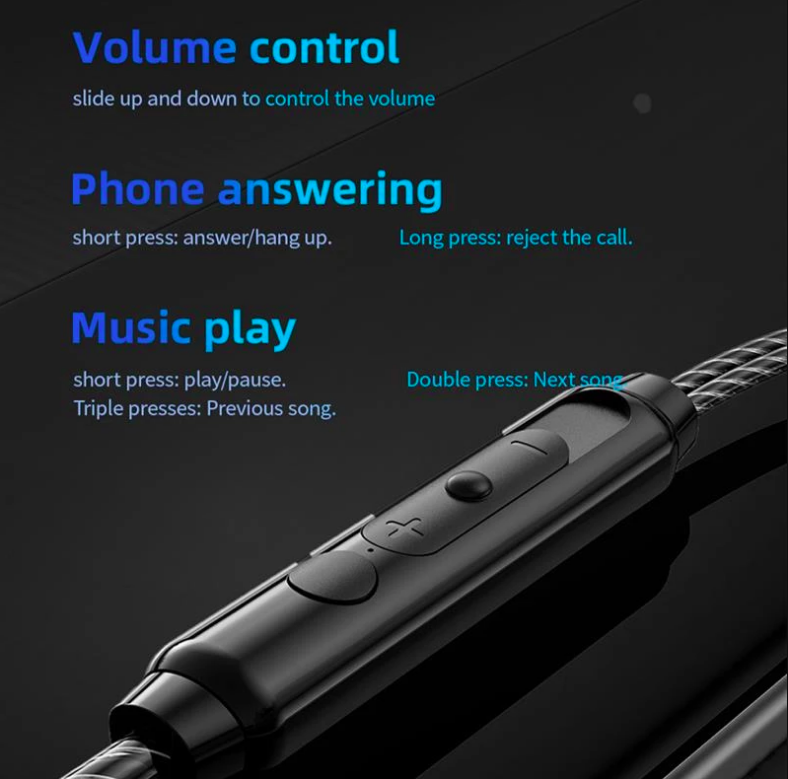 Volume control
slide up and down to control the volume
Phone answering
short press: answer/hang up. Long press: reject the call.
Music play
short press: play/pause. Double press: Next song.
Triple presses: Previous song.